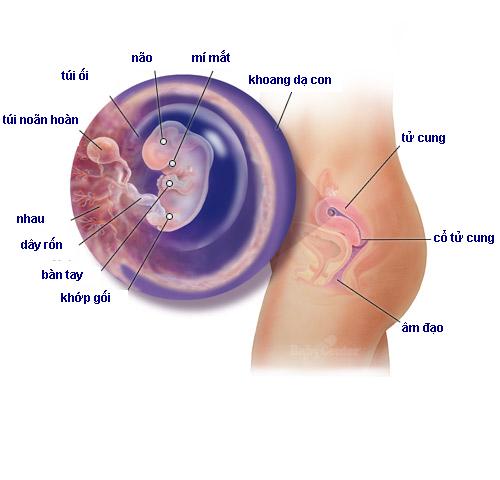 não
mí mắt
túi ối
khoang dạ con
túi noãn hoàn
tử cung
nhau
cổ tử cung
dây rốn
bàn tay
khớp gối
âm đạo
BabyCenter